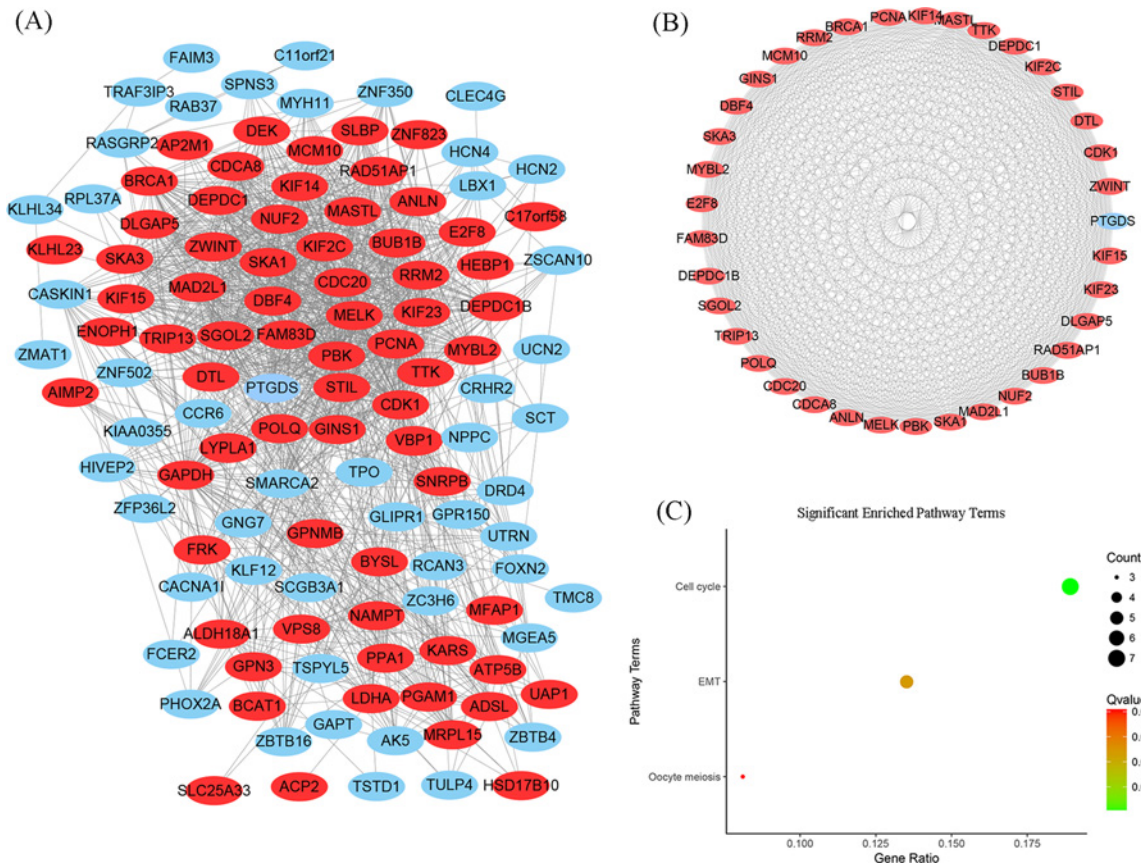 (A)
C11orf21
FAIM3
TRAF3IP3
SPNS3
ZNF350
CLEC4G
RAB37
MYH11
RASGRP2
AP2M1
DEK
SLBP
ZNF823
HCN4
MCM10
HCN2
BRCA1
CDCA8
RAD51AP1
LBX1
KLHL34
RPL37A
DEPDC1
KIF14
MASTL
ANLN
C17orf58
DLGAP5
NUF2
E2F8
KLHL23
SKA3
ZWINT
KIF2C
BUB1B
HEBP1
ZSCAN10
SKA1
CASKIN1
KIF15
MAD2L1
CDC20
RRM2
DEPDC1B
DBF4
MELK
KIF23
ENOPH1
TRIP13
SGOL2
FAM83D
PCNA
MYBL2
UCN2
ZMAT1
ZNF502
DTL
PBK
TTK
AIMP2
PTGDS
STIL
CRHR2
CCR6
CDK1
SCT
KIAA0355
POLQ
GINS1
VBP1
NPPC
LYPLA1
HIVEP2
GAPDH
SMARCA2
TPO
SNRPB
DRD4
ZFP36L2
GNG7
GLIPR1
GPR150
GPNMB
UTRN
FRK
BYSL
RCAN3
FOXN2
CACNA1I
KLF12
SCGB3A1
ZC3H6
TMC8
NAMPT
MFAP1
ALDH18A1
VPS8
MGEA5
FCER2
GPN3
TSPYL5
PPA1
KARS
ATP5B
PHOX2A
BCAT1
LDHA
PGAM1
ADSL
UAP1
GAPT
ZBTB16
AK5
MRPL15
ZBTB4
SLC25A33
ACP2
TSTD1
TULP4
HSD17B10
(B)
PCNA
KIF14
MASTL
BRCA1
TTK
RRM2
DEPDC1
MCM10
KIF2C
GINS1
STIL
DBF4
DTL
SKA3
CDK1
MYBL2
ZWINT
E2F8
PTGDS
FAM83D
KIF15
DEPDC1B
KIF23
SGOL2
DLGAP5
TRIP13
RAD51AP1
POLQ
BUB1B
CDC20
NUF2
CDCA8
MAD2L1
ANLN
MELK
PBK
SKA1
(C)
Significant Enriched Pathway Terms
Pathway Terms
Cell cycle
EMT
Oocyte meiosis
0.100
0.125
0.150
0.175
Gene Ratio
Count
3
4
5
6
7
Qvalue
0.0
0.0
0.0
0.0